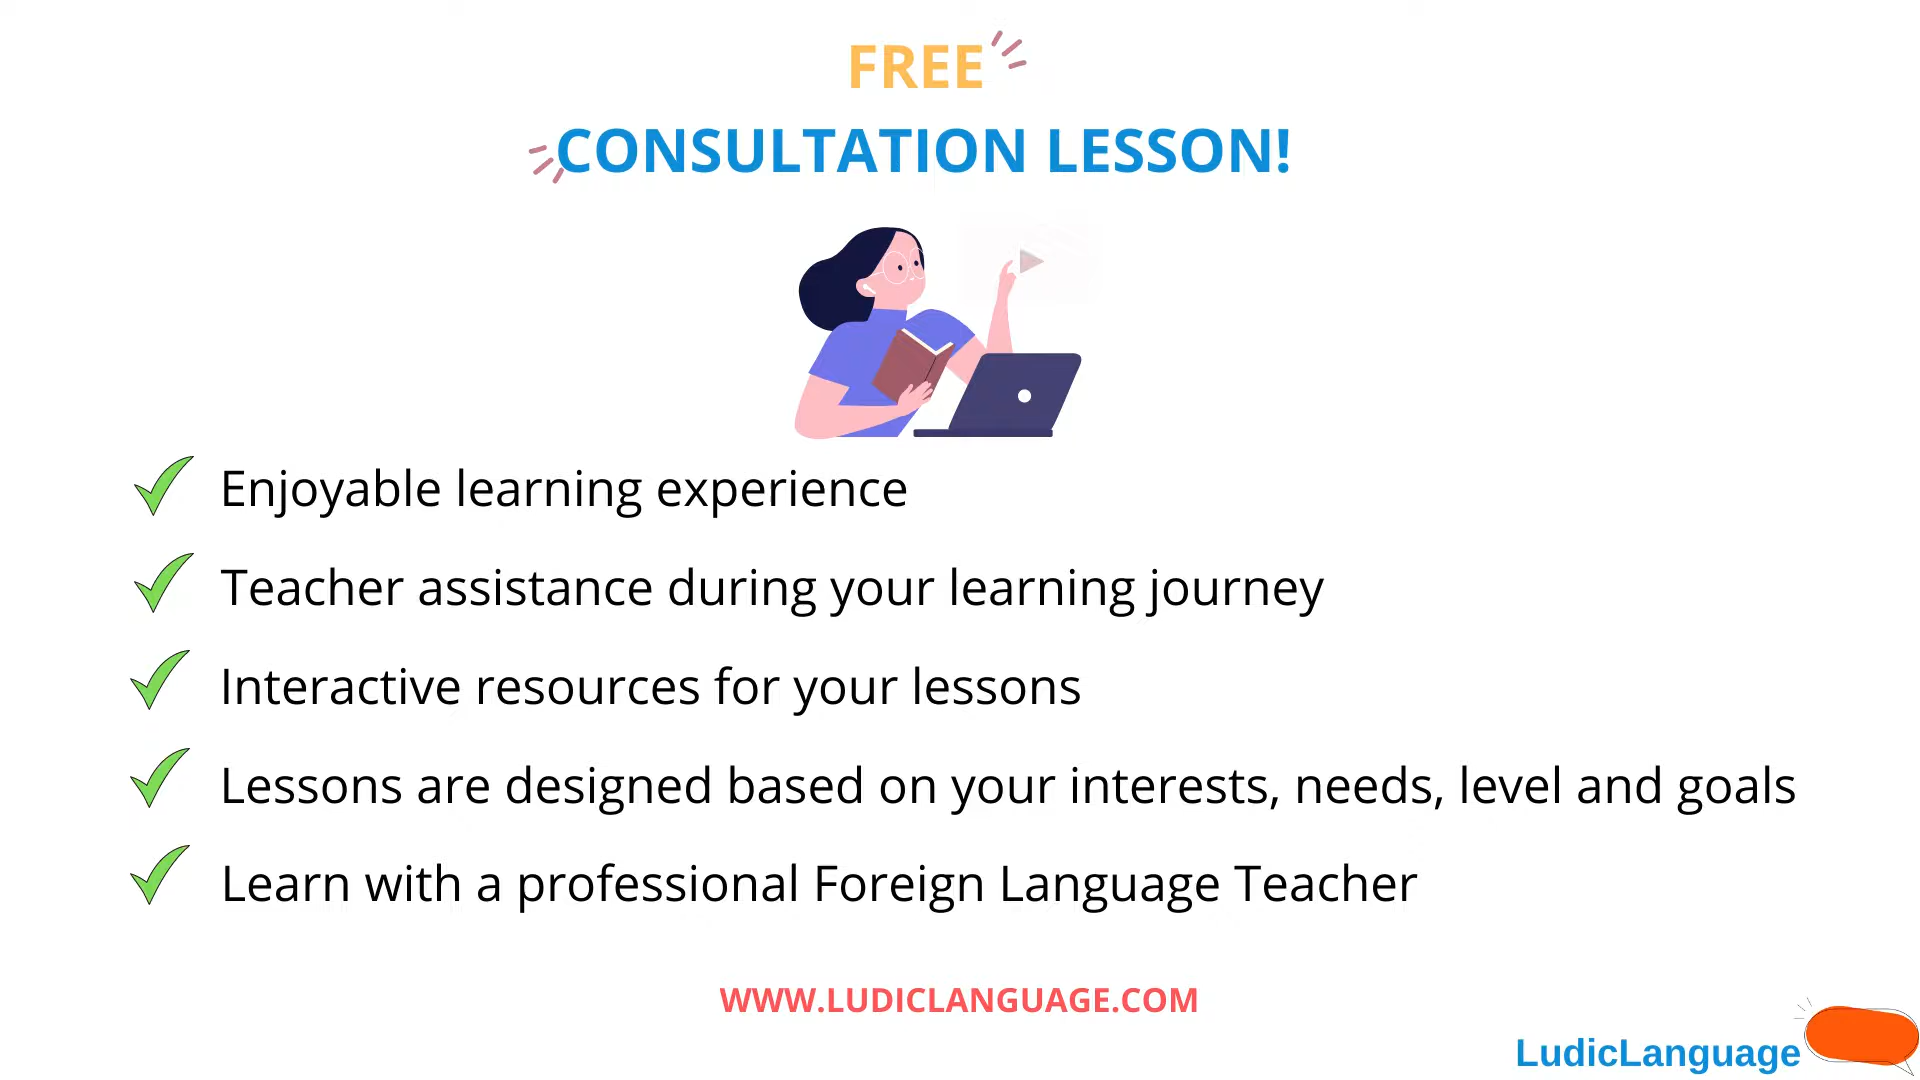 FREE
CONSULTATION LESSON!
Enjoyable learning experience
Teacher assistance during your learning journey
Interactive resources for your lessons
Lessons are designed based on your interests, needs, level and goals
Learn with a professional Foreign Language Teacher
WWW.LUDICLANGUAGE.COM
LudicLanguage